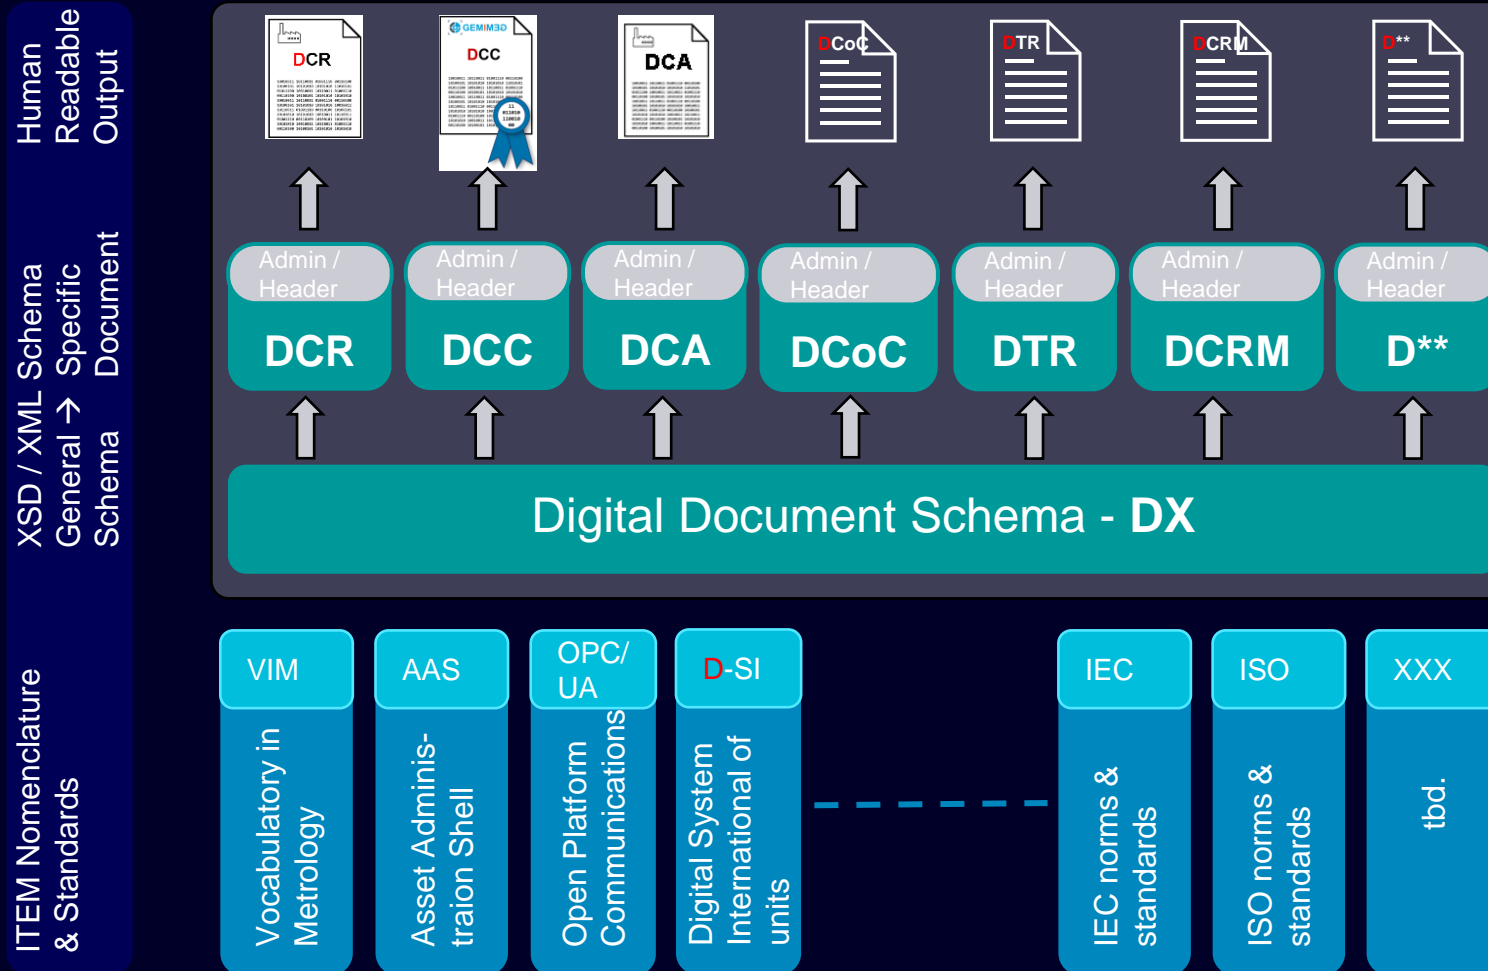 Human
Readable
Output
DCR
GEMIMEG
DCC
DCA
DCoC
DTR
DCRM
D**
XSD / XML Schema
General → Specific
Schema Document
Admin /
Header
DCR
Admin /
Header
DCC
Admin /
Header
DCA
Admin /
Header
DCoC
Admin /
Header
DTR
Admin /
Header
DCRM
Admin /
Header
D**
Digital Document Schema - DX
ITEM Nomenclature
& Standards
VIM
Vocabulatory in
Metrology
AAS
Asset Adminis-
traion Shell
OPC/
UA
Open Platform
Communications
D-SI
Digital System
International of
units
IEC
IEC norms &
standards
ISO
ISO norms &
standards
XXX
tbd.